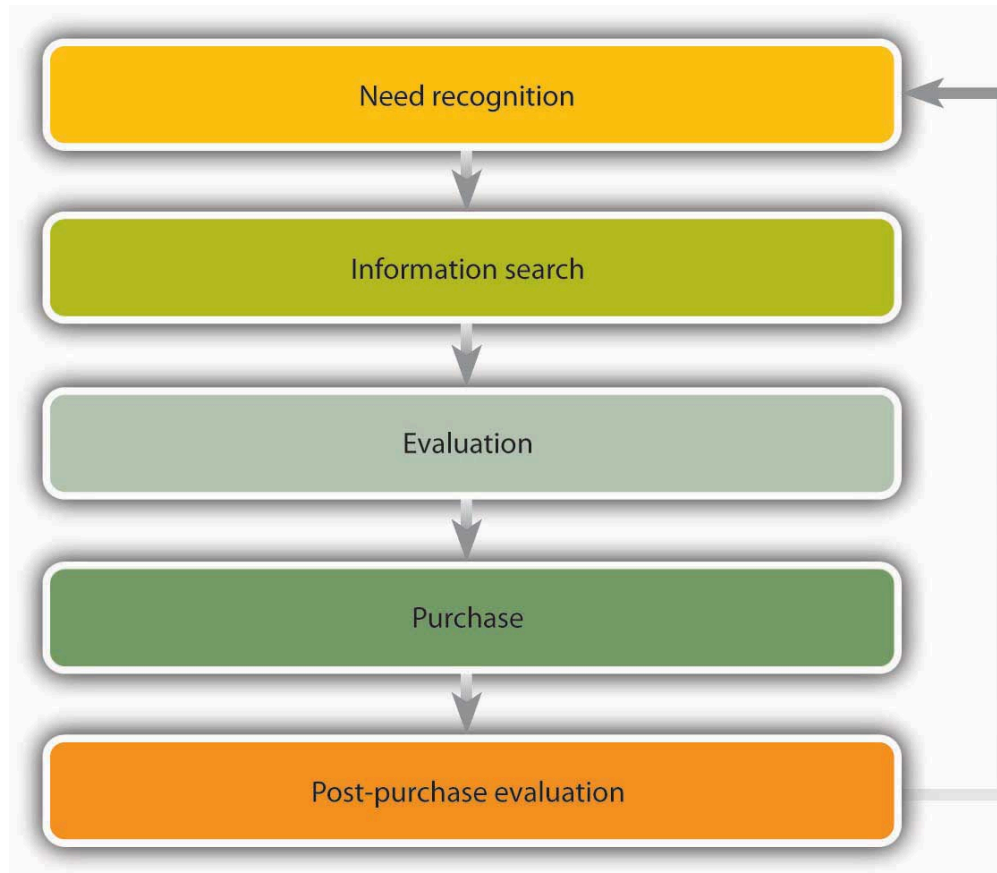 Need recognition
Information search
Evaluation
Purchase
Post-purchase evaluation